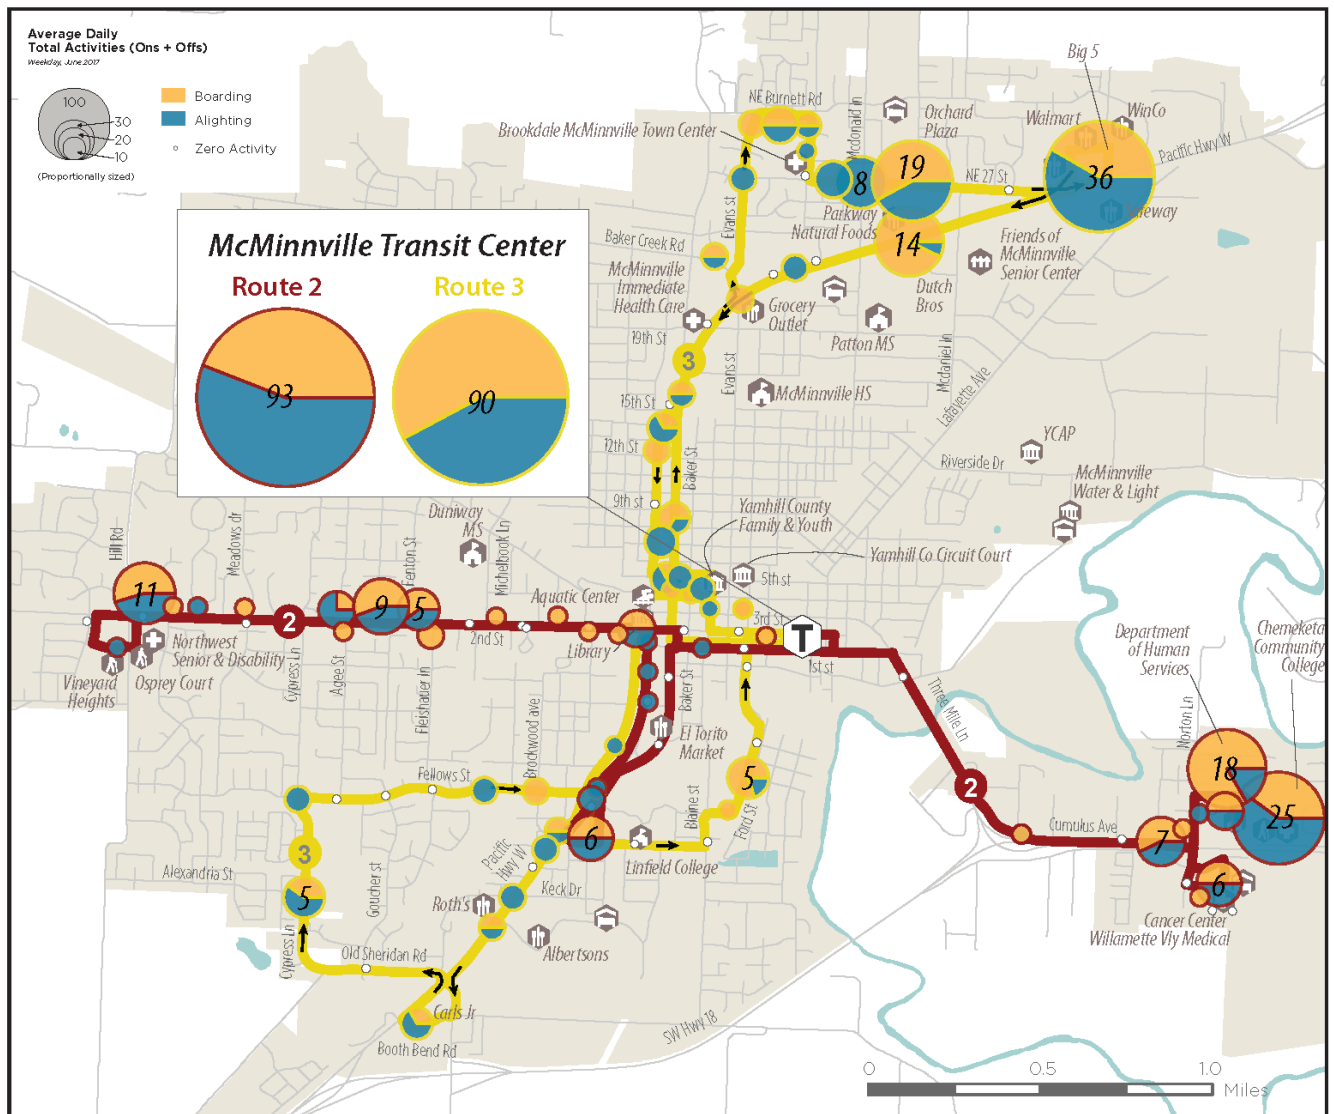 Average Daily
Total Activities (Ons + Offs)
Weekday, June 2017
100
30
20
10
(Proportionally sized)
Boarding
Alighting
Zero Activity
McMinnville Transit Center
Route 2
Route 3
93
90
Big 5
NE Burnett Rd
Brookdale McMinnville Town Center
Mcdonald ln
Orchard
Plaza
Walmart
WinCo
Pacific Hwy W
8
19
36
NE 27 St
Safeway
Evans st
Parkway
Natural Foods
14
Baker Creek Rd
Friends of
McMinnville
Senior Center
McMinnville
Immediate
Health Care
Grocery
Outlet
Dutch
Bros
Patton MS
19th St
3
Evans st
Mcdaniel ln
Lafayette Ave
McMinnville HS
15th St
12th St
Baker St
YCAP
Riverside Dr
McMinnville
Water & Light
9th st
Yamhill County
Family & Youth
Duniway
MS
Yamhill Co Circuit Court
Hill Rd
Meadows dr
Fenton St
Michelbook Ln
5th st
Aquatic Center
11
9
5
2
3rd St
T
2nd St
Library
1st st
Northwest
Senior & Disability
Vineyard
Heights
Osprey Court
Cypress Ln
Agee St
Fleishauer ln
Baker St
Department
of Human
Services
Chemeketa
Community
College
Three Mile Ln
Norton Ln
El Torito
Market
Brockwood ave
Fellows St
5
18
2
25
Blaine st
Ford St
Cumulus Ave
7
6
3
Pacific
Hwy W
Linfield College
Alexandria St
Goucher st
Keck Dr
6
5
Roth's
Cancer Center
Willamette Vly Medical
Cypress Ln
Old Sheridan Rd
Albertsons
Carls Jr
SW Hwy 18
Booth Bend Rd
0
0.5
1.0
Miles